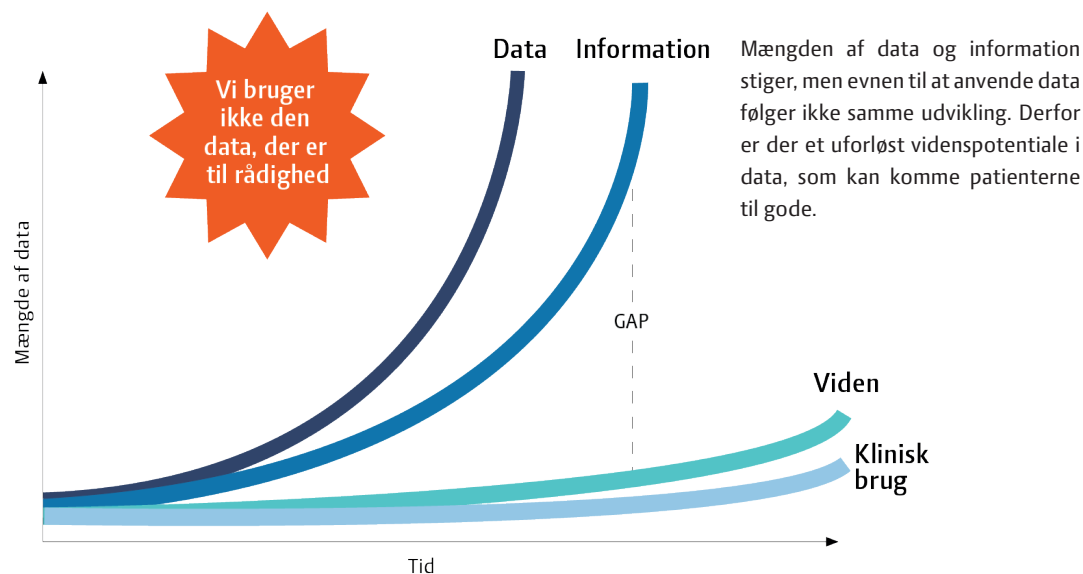 Vi bruger
ikke den
data, der er
til rådighed
Data
Information
Mængden af data og information
stiger, men evnen til at anvende data
følger ikke samme udvikling. Derfor
er der et uforløst videnspotentiale i
data, som kan komme patienterne
til gode.
Mængde af data
GAP
Viden
Klinisk
brug
Tid